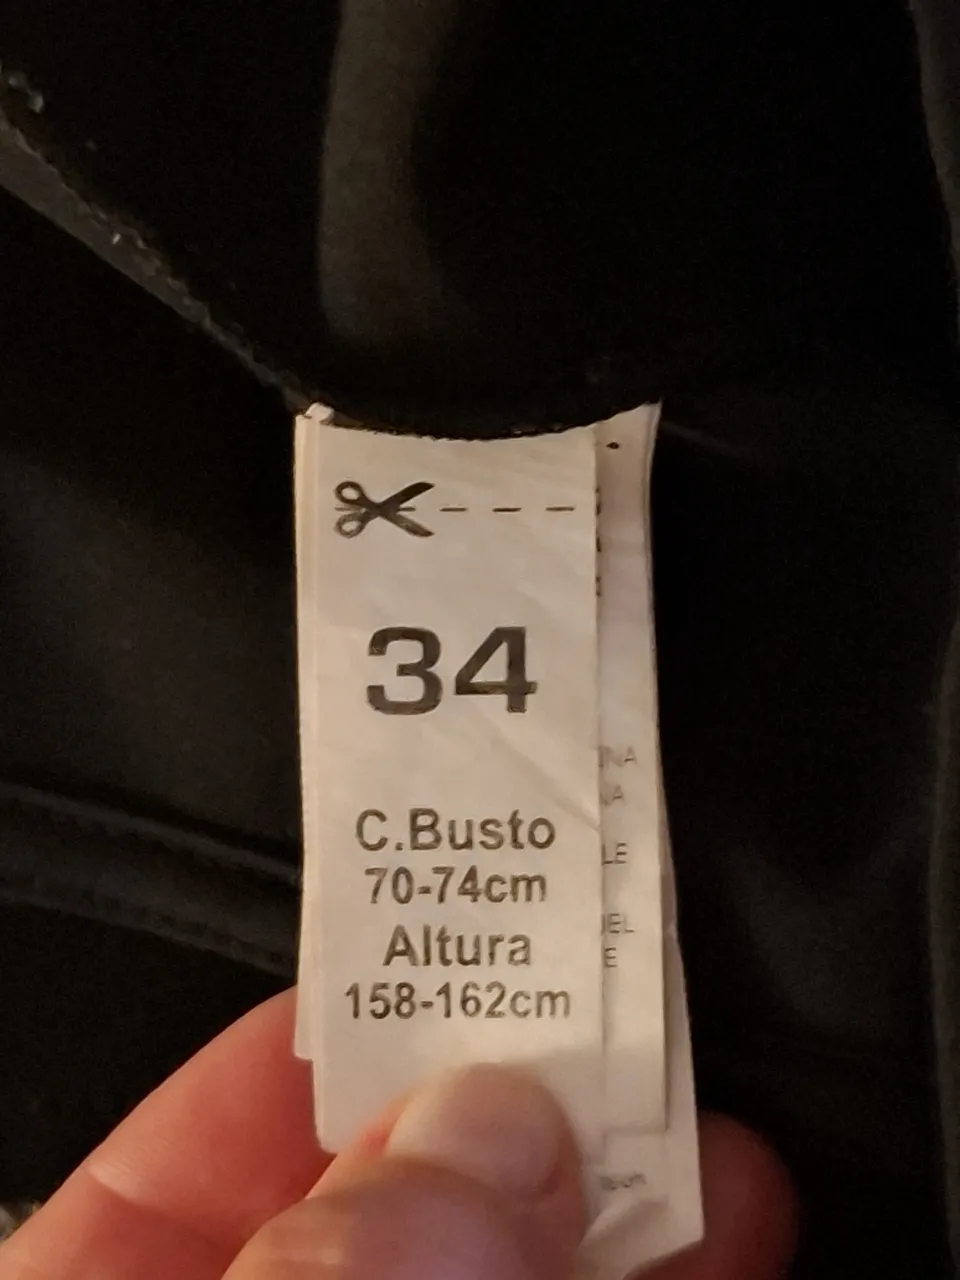 34
C.Busto
70-74cm
Altura
158-162cm